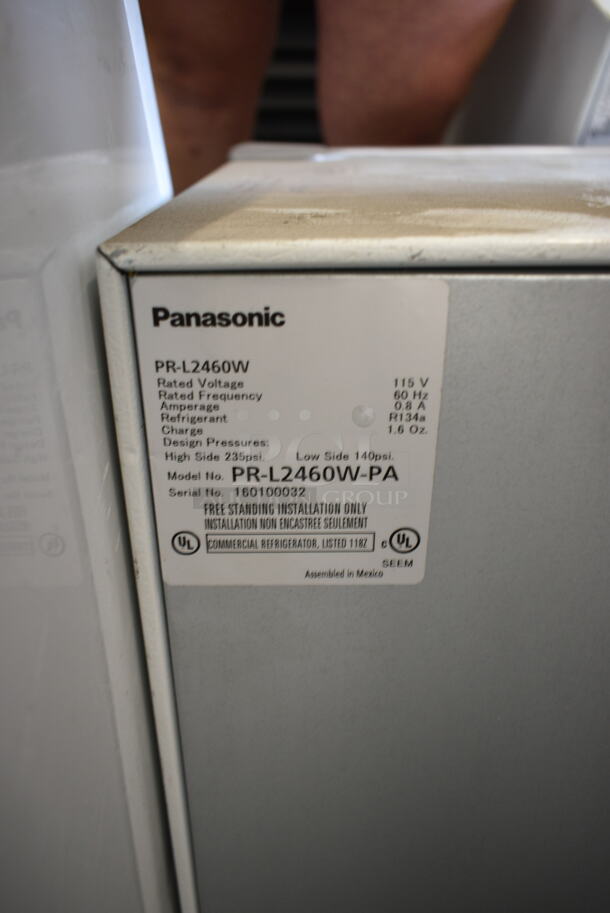 Panasonic
PR-L2460W
Rated Voltage 115 V
Rated Frequency 60 Hz
Amperage 0.8 A
Refrigerant R134a
Charge 1.6 Oz.
Design Pressures:
High Side 235psi. Low Side 140psi.
Model No. PR-L2460W-PA
Serial No. 160100032
FREE STANDING INSTALLATION ONLY
INSTALLATION NON ENCASTREE SEULEMENT
UL COMMERCIAL REFRIGERATOR, LISTED 118Z c UL
SEEM
Assembled in Mexico
GROUP